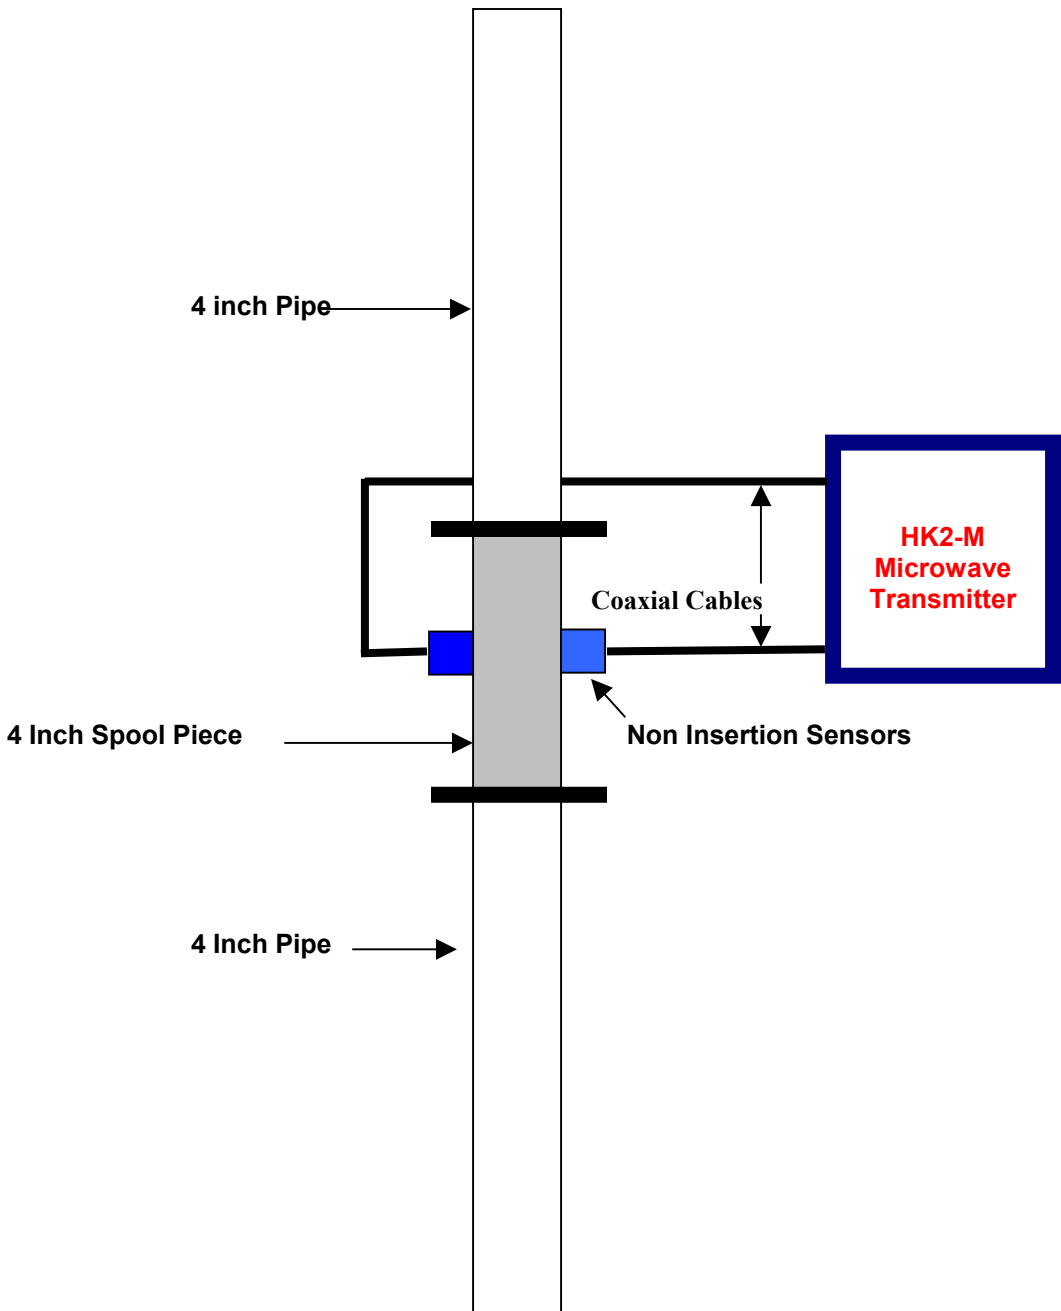 4 inch Pipe
HK2-M
Microwave
Transmitter
Coaxial Cables
4 Inch Spool Piece
Non Insertion Sensors
4 Inch Pipe